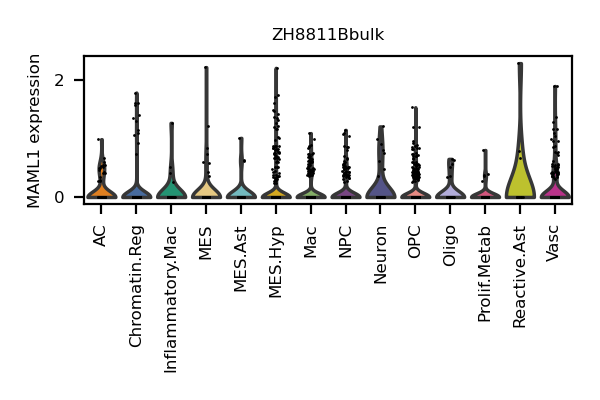 ZH8811Bbulk
MAML1 expression
2
0
AC
Chromatin.Reg
Inflammatory.Mac
MES
MES.Ast
MES.Hyp
Mac
NPC
Neuron
OPC
Oligo
Prolif.Metab
Reactive.Ast
Vasc